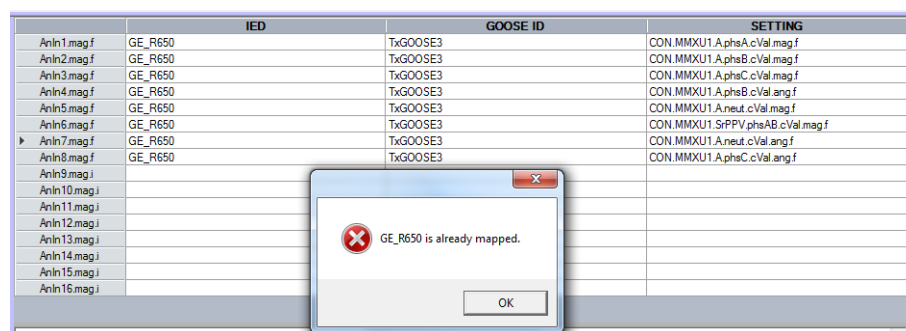 IED GOOSE ID SETTING
AnIn1.mag.f GE_R650 TxGOOSE3 CON.MMXU1.A.phsA.cVal.mag.f
AnIn2.mag.f GE_R650 TxGOOSE3 CON.MMXU1.A.phsB.cVal.mag.f
AnIn3.mag.f GE_R650 TxGOOSE3 CON.MMXU1.A.phsC.cVal.mag.f
AnIn4.mag.f GE_R650 TxGOOSE3 CON.MMXU1.A.phsB.cVal.ang.f
AnIn5.mag.f GE_R650 TxGOOSE3 CON.MMXU1.A.neut.cVal.mag.f
AnIn6.mag.f GE_R650 TxGOOSE3 CON.MMXU1.SrPPV.phsAB.cVal.mag.f
AnIn7.mag.f GE_R650 TxGOOSE3 CON.MMXU1.A.neut.cVal.ang.f
AnIn8.mag.f GE_R650 TxGOOSE3 CON.MMXU1.A.phsC.cVal.ang.f
AnIn9.mag.i
AnIn10.mag.i
AnIn11.mag.i
AnIn12.mag.i
AnIn13.mag.i
AnIn14.mag.i
AnIn15.mag.i
AnIn16.mag.i
GE_R650 is already mapped.
OK